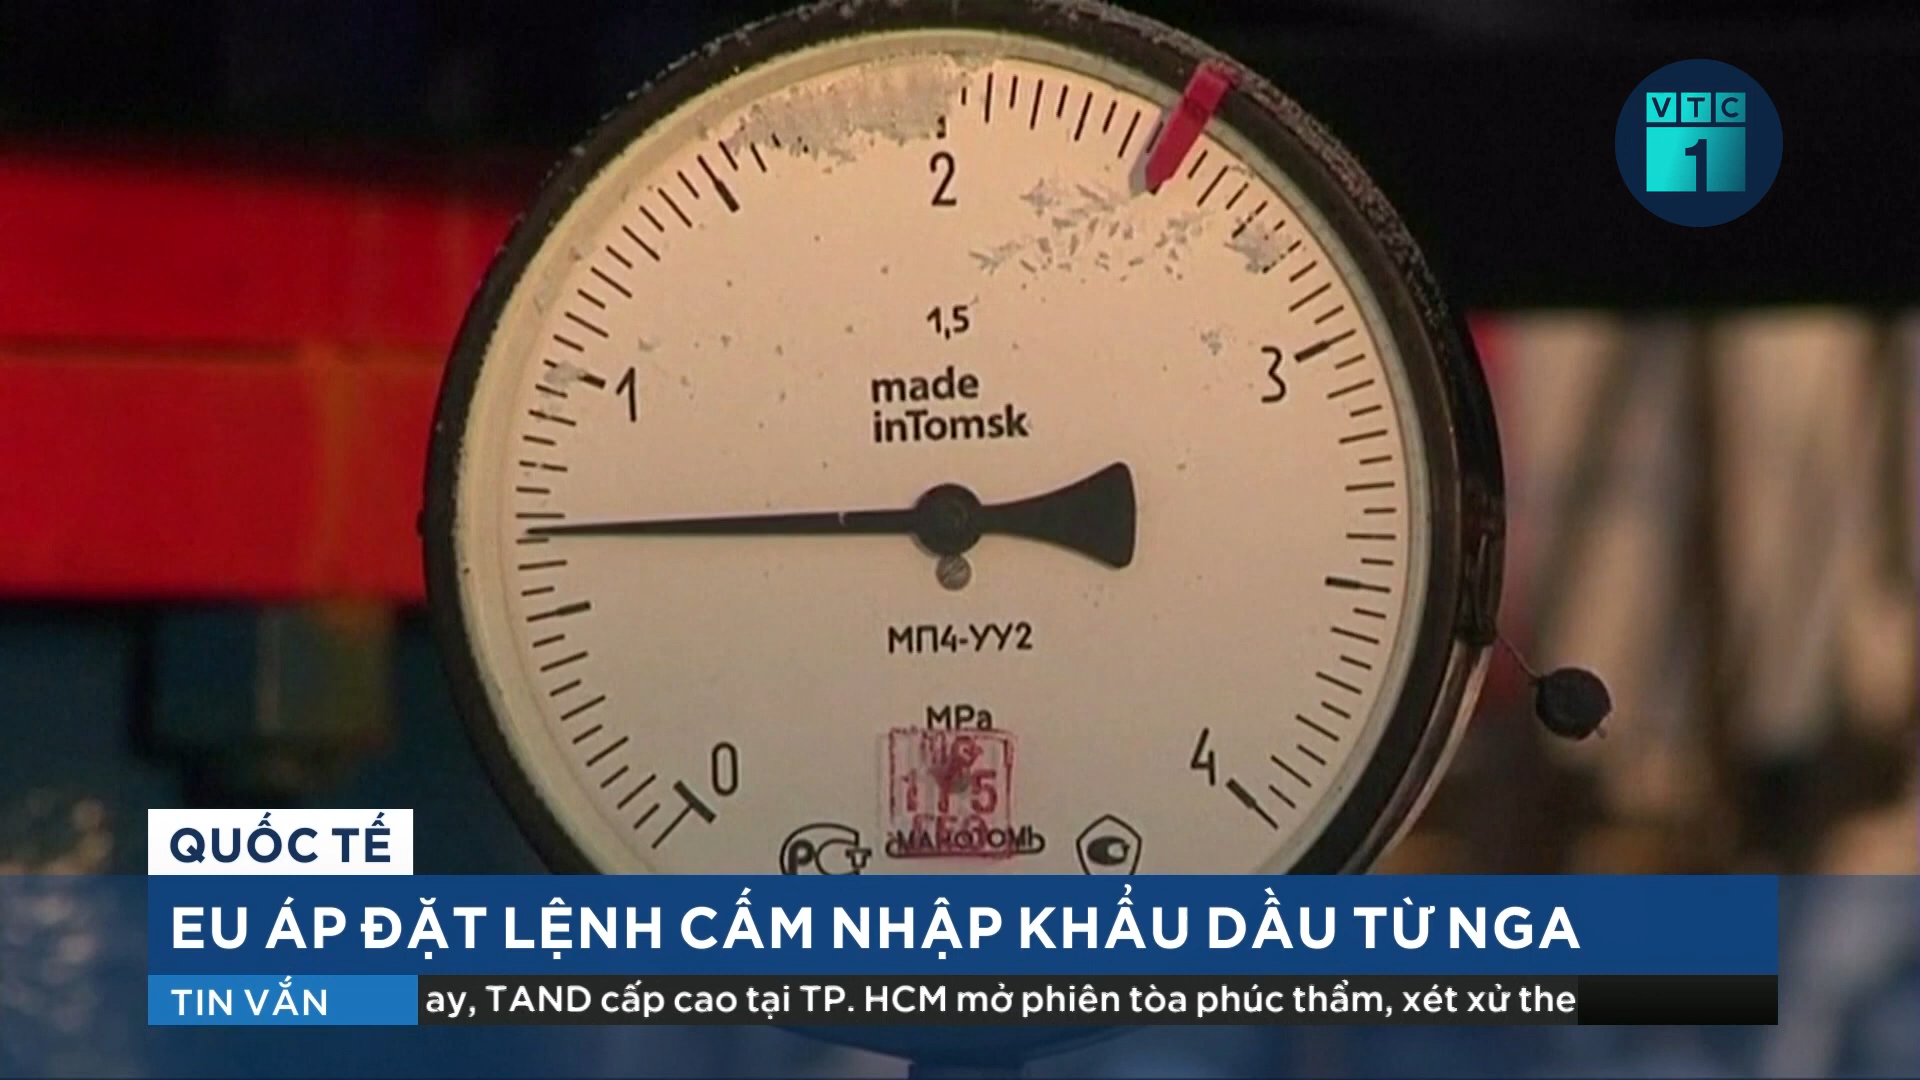 VTC
1
2
1,5
made
inTomsk
1
3
МП4-УУ2
MPa
0
4
МАНОТОМЬ
QUỐC TẾ
EU ÁP ĐẶT LỆNH CẤM NHẬP KHẨU DẦU TỪ NGA
TIN VẮN
ay, TAND cấp cao tại TP. HCM mở phiên tòa phúc thẩm, xét xử the